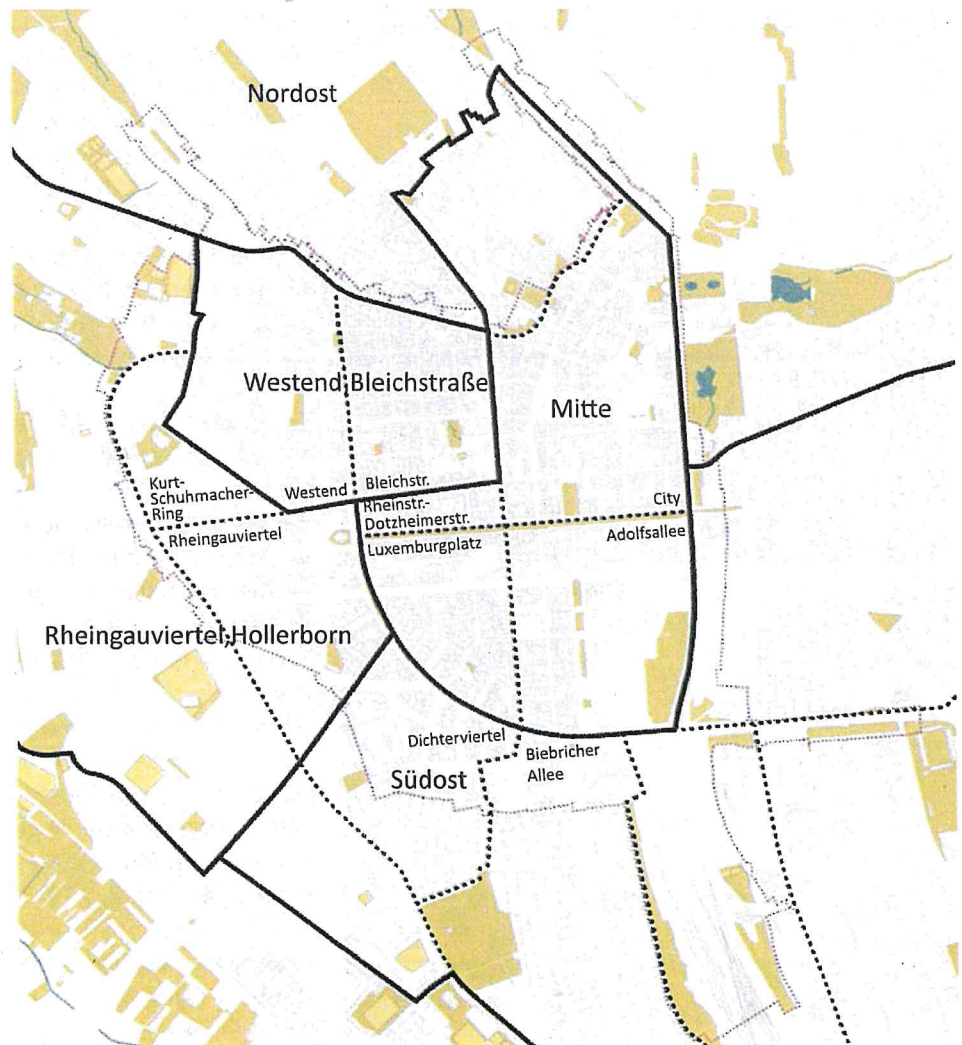 Nordost
Westend Bleichstraße
Mitte
Kurt-
Schuhmacher-
Ring
Westend
Bleichstr.
Rheinstr.-
Dotzheimerstr.
City
Rheingauviertel
Luxemburgplatz
Adolfsallee
Rheingauviertel Hollerborn
Dichterviertel
Biebricher
Allee
Südost